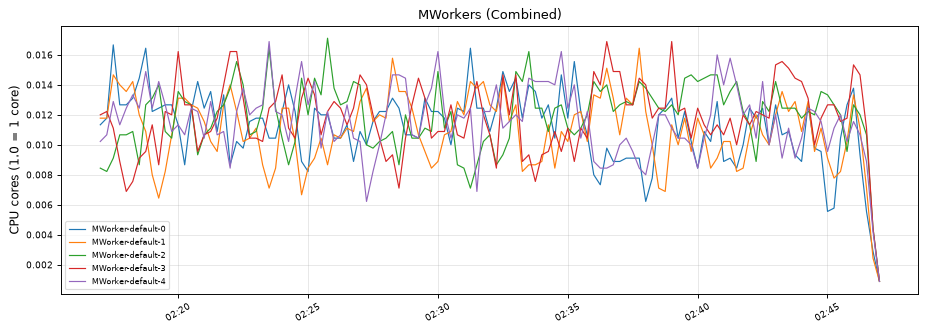 MWorkers (Combined)
CPU cores (1.0 = 1 core)
0.016
0.014
0.012
0.010
0.008
0.006
0.004
0.002
MWorker-default-0
MWorker-default-1
MWorker-default-2
MWorker-default-3
MWorker-default-4
02:20
02:25
02:30
02:35
02:40
02:45